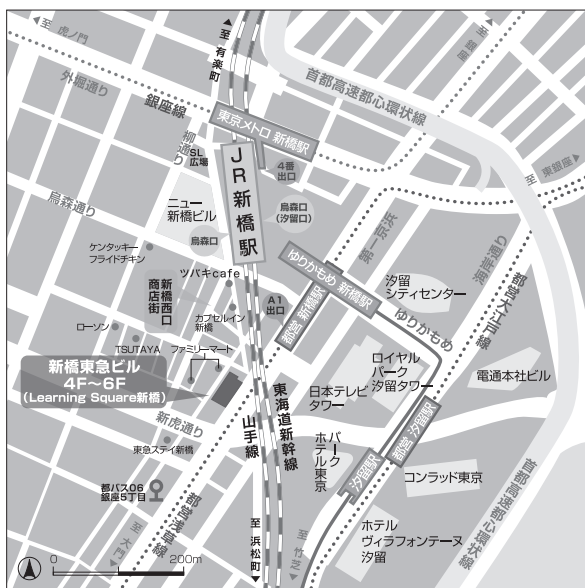 至 虎ノ門
至 有楽町
至 銀座
外堀通り
銀座線
首都高速都心環状線
東京メトロ 新橋駅
柳通り
SL
広場
4番
出口
至 東銀座
JR新橋駅
烏森通り
ニュー
新橋ビル
烏森口
(汐留口)
烏森口
第一京浜
海岸通り
ケンタッキー
フライドチキン
ゆりかもめ 新橋駅
汐留
シティセンター
都営大江戸線
ツバキcafe
新橋西口
商店街
カプセルイン
新橋
A1
出口
都営 新橋駅
ゆりかもめ
ローソン
TSUTAYA
ファミリーマート
ロイヤル
パーク
汐留タワー
電通本社ビル
新橋東急ビル
4F〜6F
(Learning Square新橋)
日本テレビ
タワー
東海道新幹線
山手線
都営 汐留駅
新虎通り
東急ステイ新橋
パーク
ホテル東京
汐留駅
コンラッド東京
首都高速都心環状線
都バス06
銀座5丁目
都営浅草線
至 大門
至 浜松町
至 竹芝
ホテル
ヴィラフォンテーヌ
汐留
0
200m